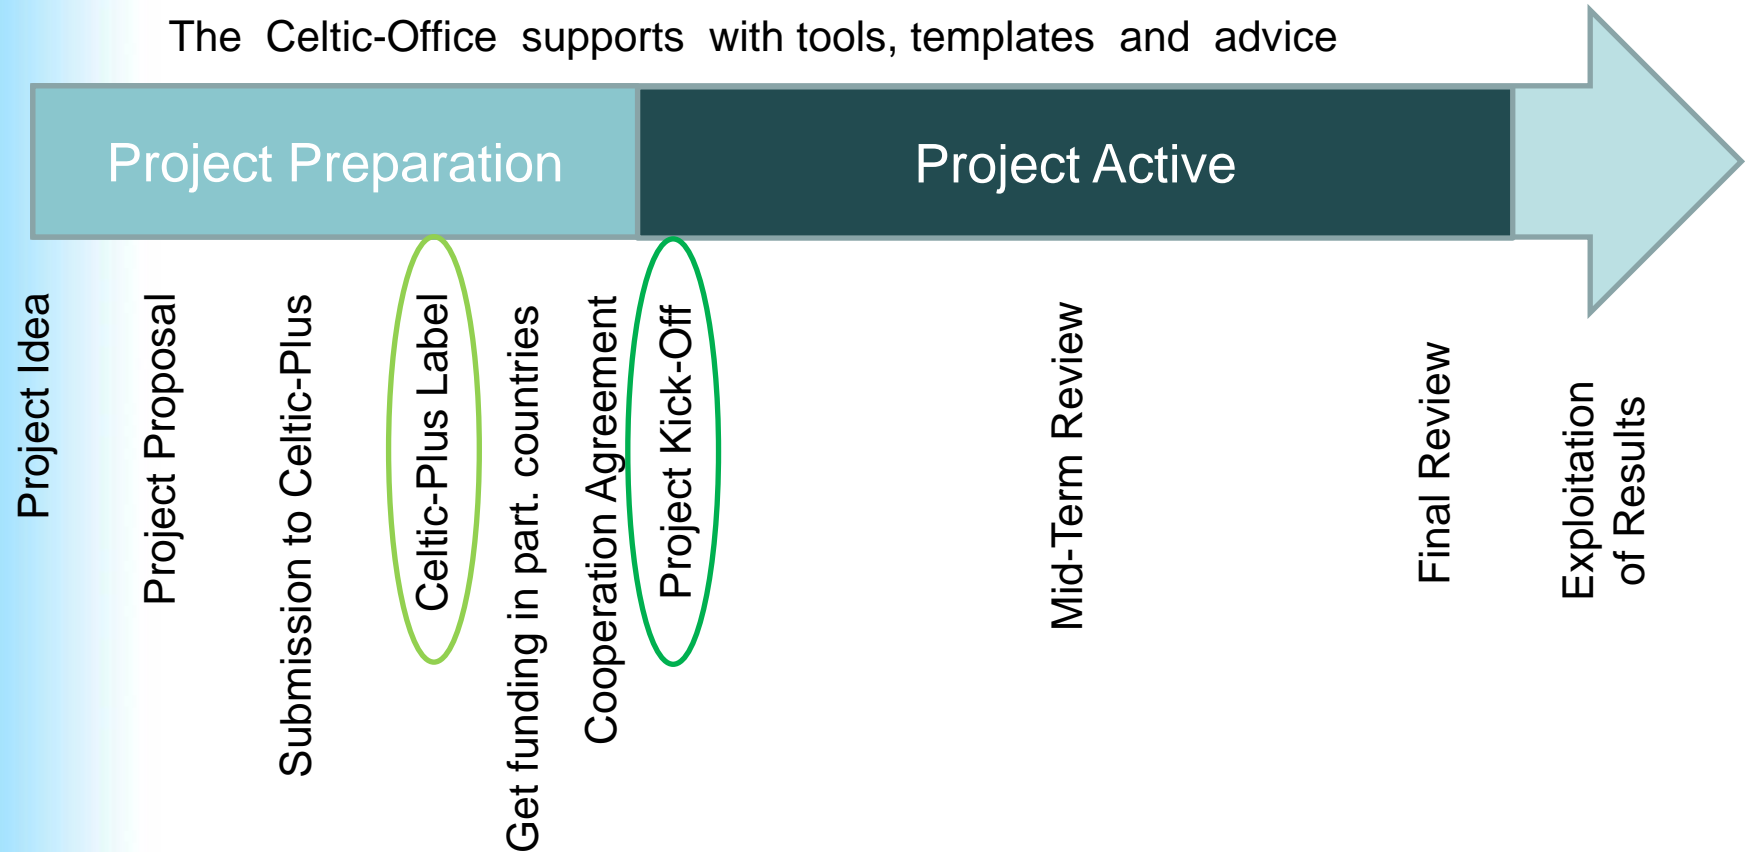 The Celtic-Office supports with tools, templates and advice
Project Preparation
Project Active
Project Idea
Project Proposal
Submission to Celtic-Plus
Celtic-Plus Label
Get funding in part. countries
Cooperation Agreement
Project Kick-Off
Mid-Term Review
Final Review
Exploitation
of Results